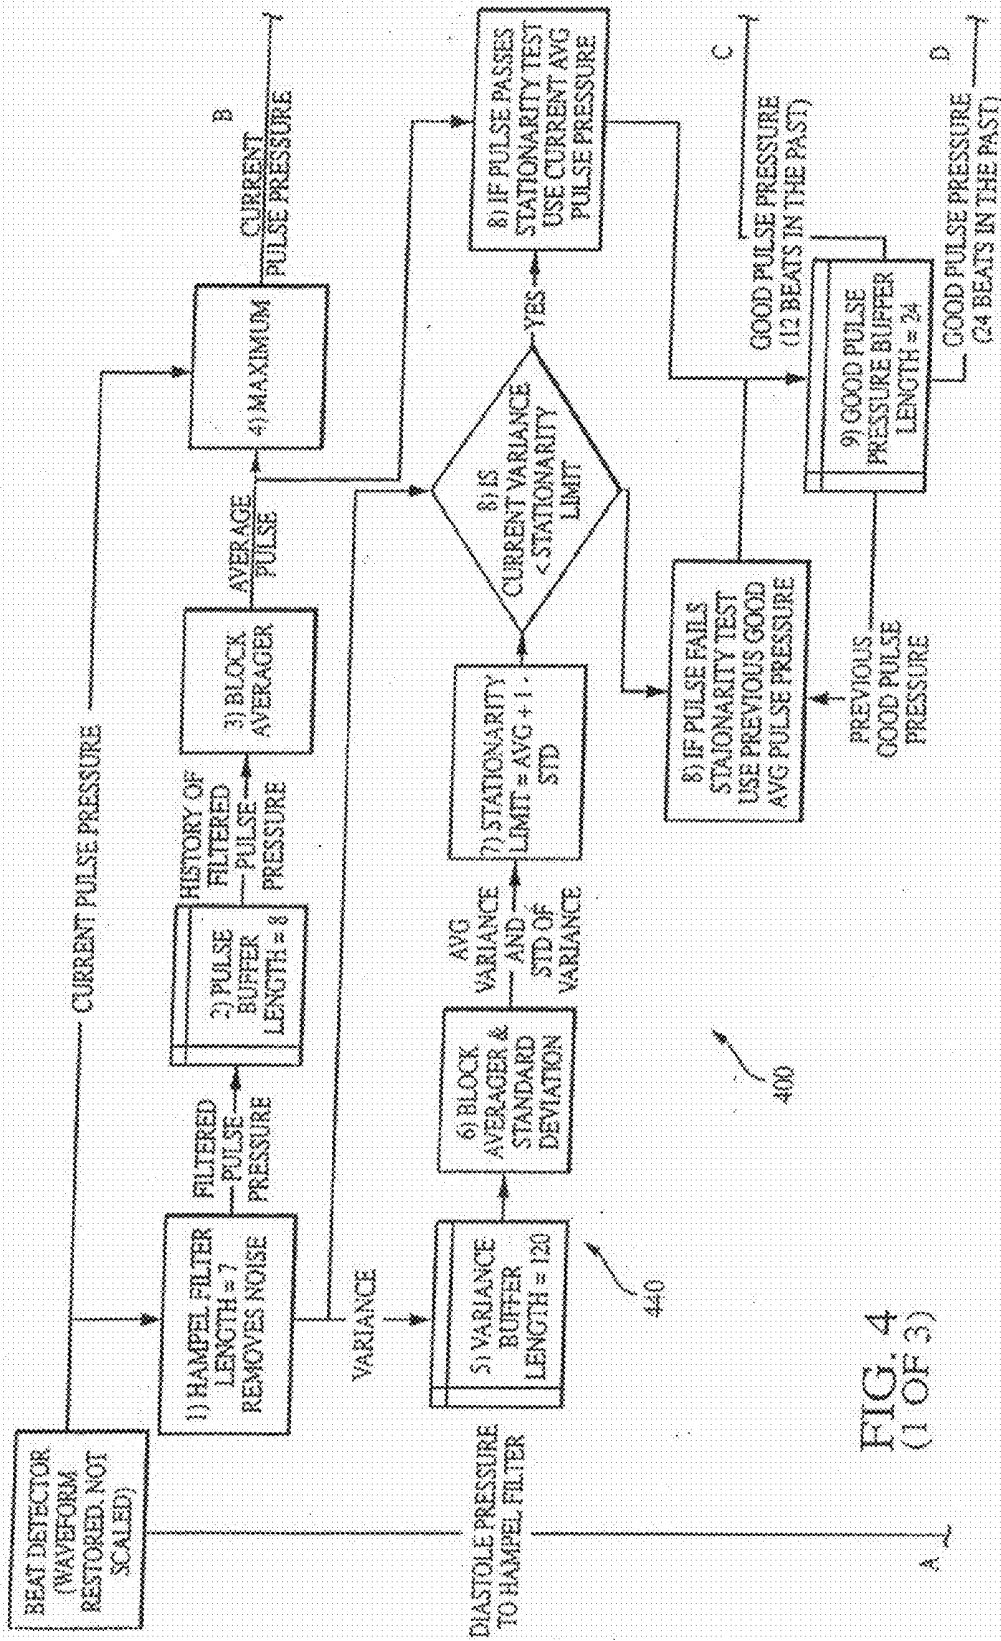 BEAT DETECTOR
(WAVEFORM
RESTORED, NOT
SCALED)
CURRENT PULSE PRESSURE
1) HAMPEL FILTER
LENGTH = 7
REMOVES NOISE
FILTERED
PULSE
PRESSURE
2) PULSE
BUFFER
LENGTH = 8
HISTORY OF
FILTERED
PULSE
PRESSURE
3) BLOCK
AVERAGER
AVERAGE
PULSE
4) MAXIMUM
CURRENT
PULSE PRESSURE
B
VARIANCE
5) VARIANCE
BUFFER
LENGTH = 120
440
6) BLOCK
AVERAGER &
STANDARD
DEVIATION
AVG
VARIANCE
AND
STD OF
VARIANCE
7) STATIONARITY
LIMIT = AVG + 1 .
STD
8) IS
CURRENT VARIANCE
< STATIONARITY
LIMIT
YES
8) IF PULSE PASSES
STATIONARITY TEST
USE CURRENT AVG
PULSE PRESSURE
8) IF PULSE FAILS
STAIONARITY TEST
USE PREVIOUS GOOD
AVG PULSE PRESSURE
PREVIOUS
GOOD PULSE
PRESSURE
9) GOOD PULSE
PRESSURE BUFFER
LENGTH = 24
GOOD PULSE PRESSURE
(12 BEATS IN THE PAST)
C
GOOD PULSE PRESSURE
(24 BEATS IN THE PAST)
D
DIASTOLE PRESSURE
TO HAMPEL FILTER
A
400
FIG. 4
(1 OF 3)